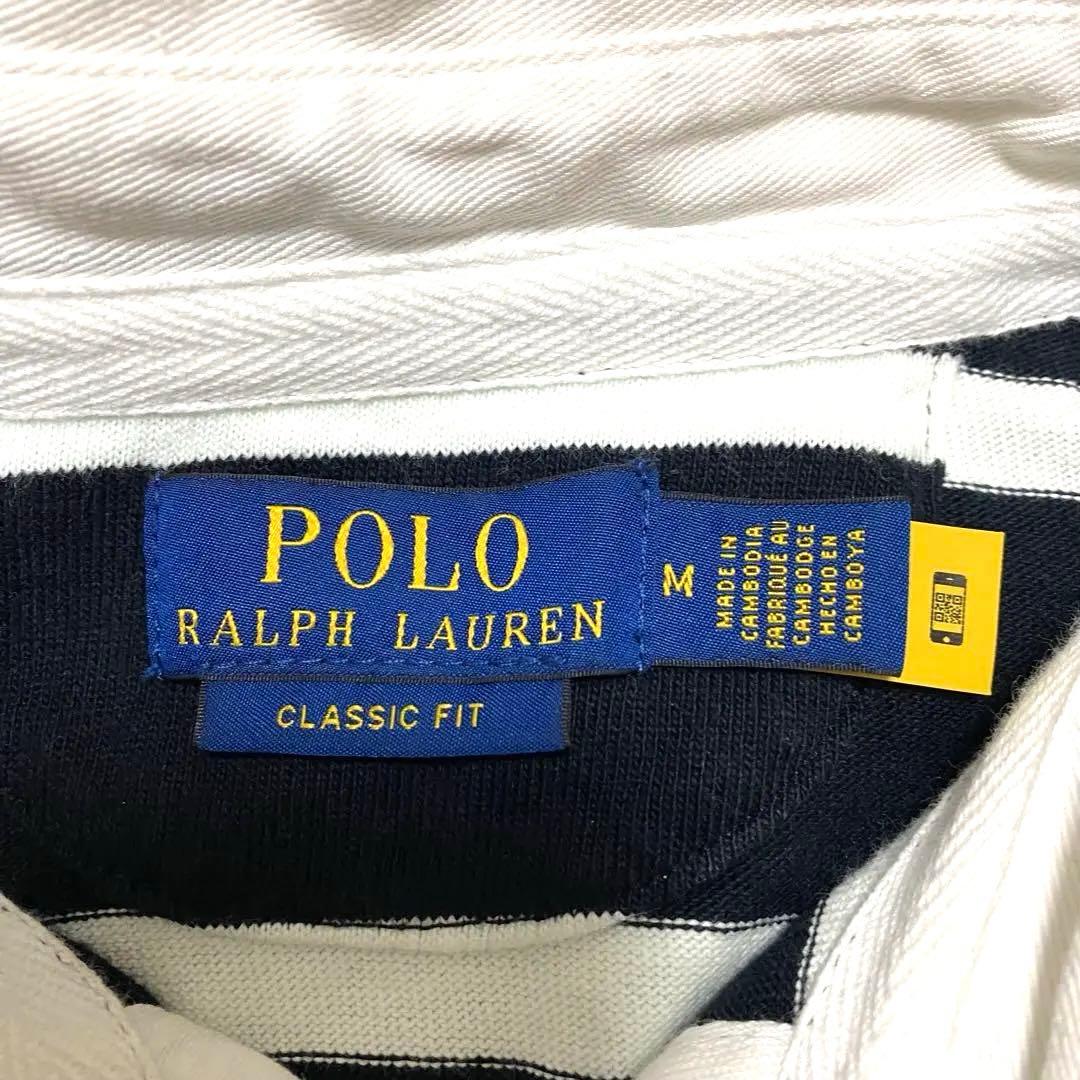 POLO
RALPH LAUREN
CLASSIC FIT
M
MADE IN
CAMBODIA
FABRIQUÉ AU
CAMBODGE
HECHO EN
CAMBOYA